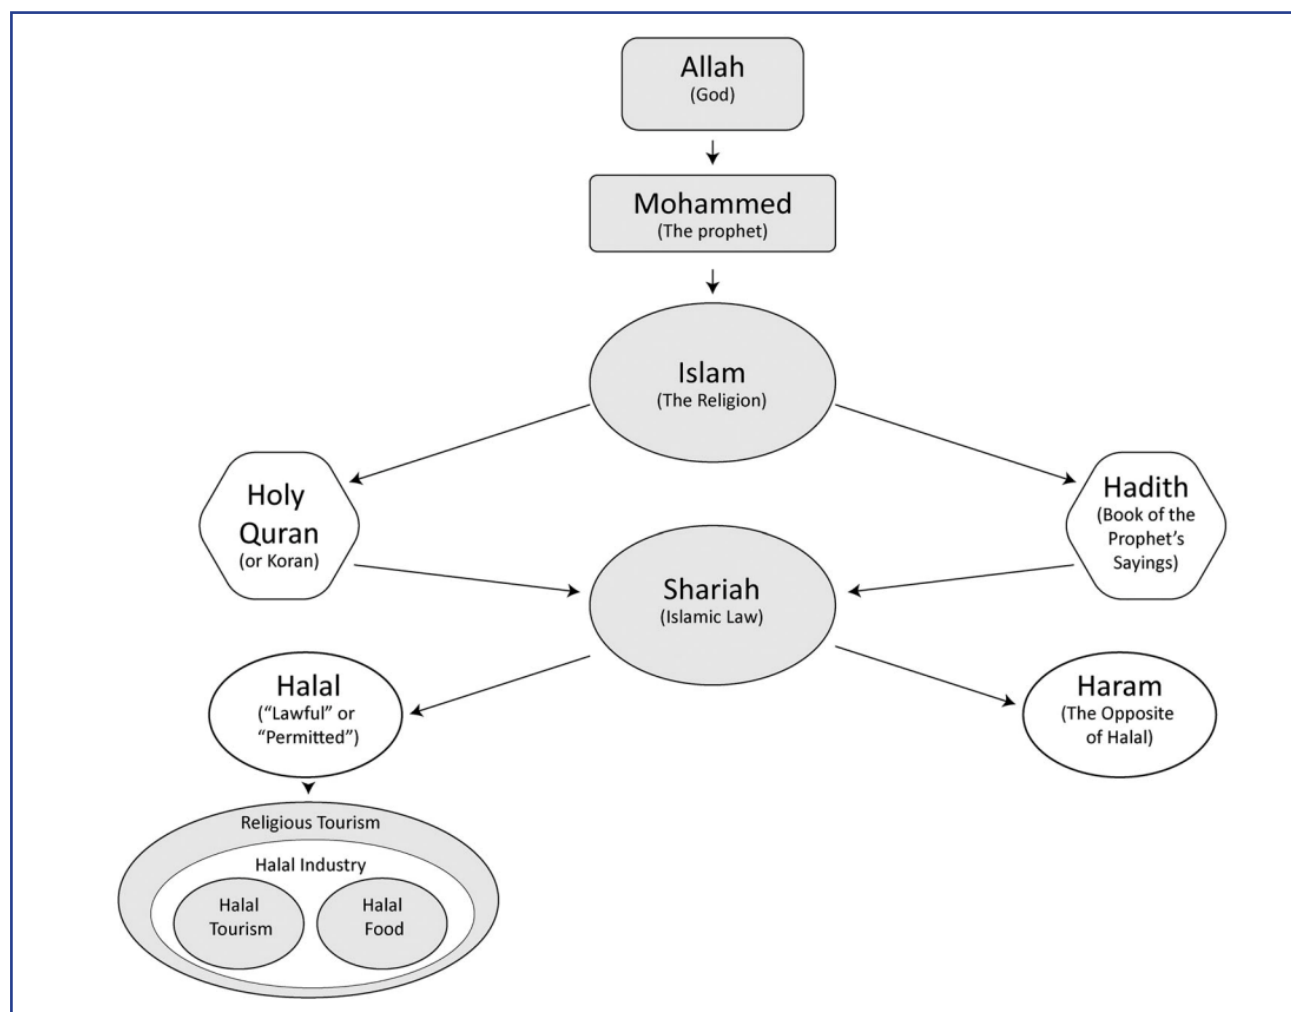 Allah
(God)
Mohammed
(The prophet)
Islam
(The Religion)
Holy
Quran
(or Koran)
Hadith
(Book of the
Prophet's
Sayings)
Shariah
(Islamic Law)
Halal
("Lawful" or
"Permitted")
Haram
(The Opposite
of Halal)
Religious Tourism
Halal Industry
Halal
Tourism
Halal
Food